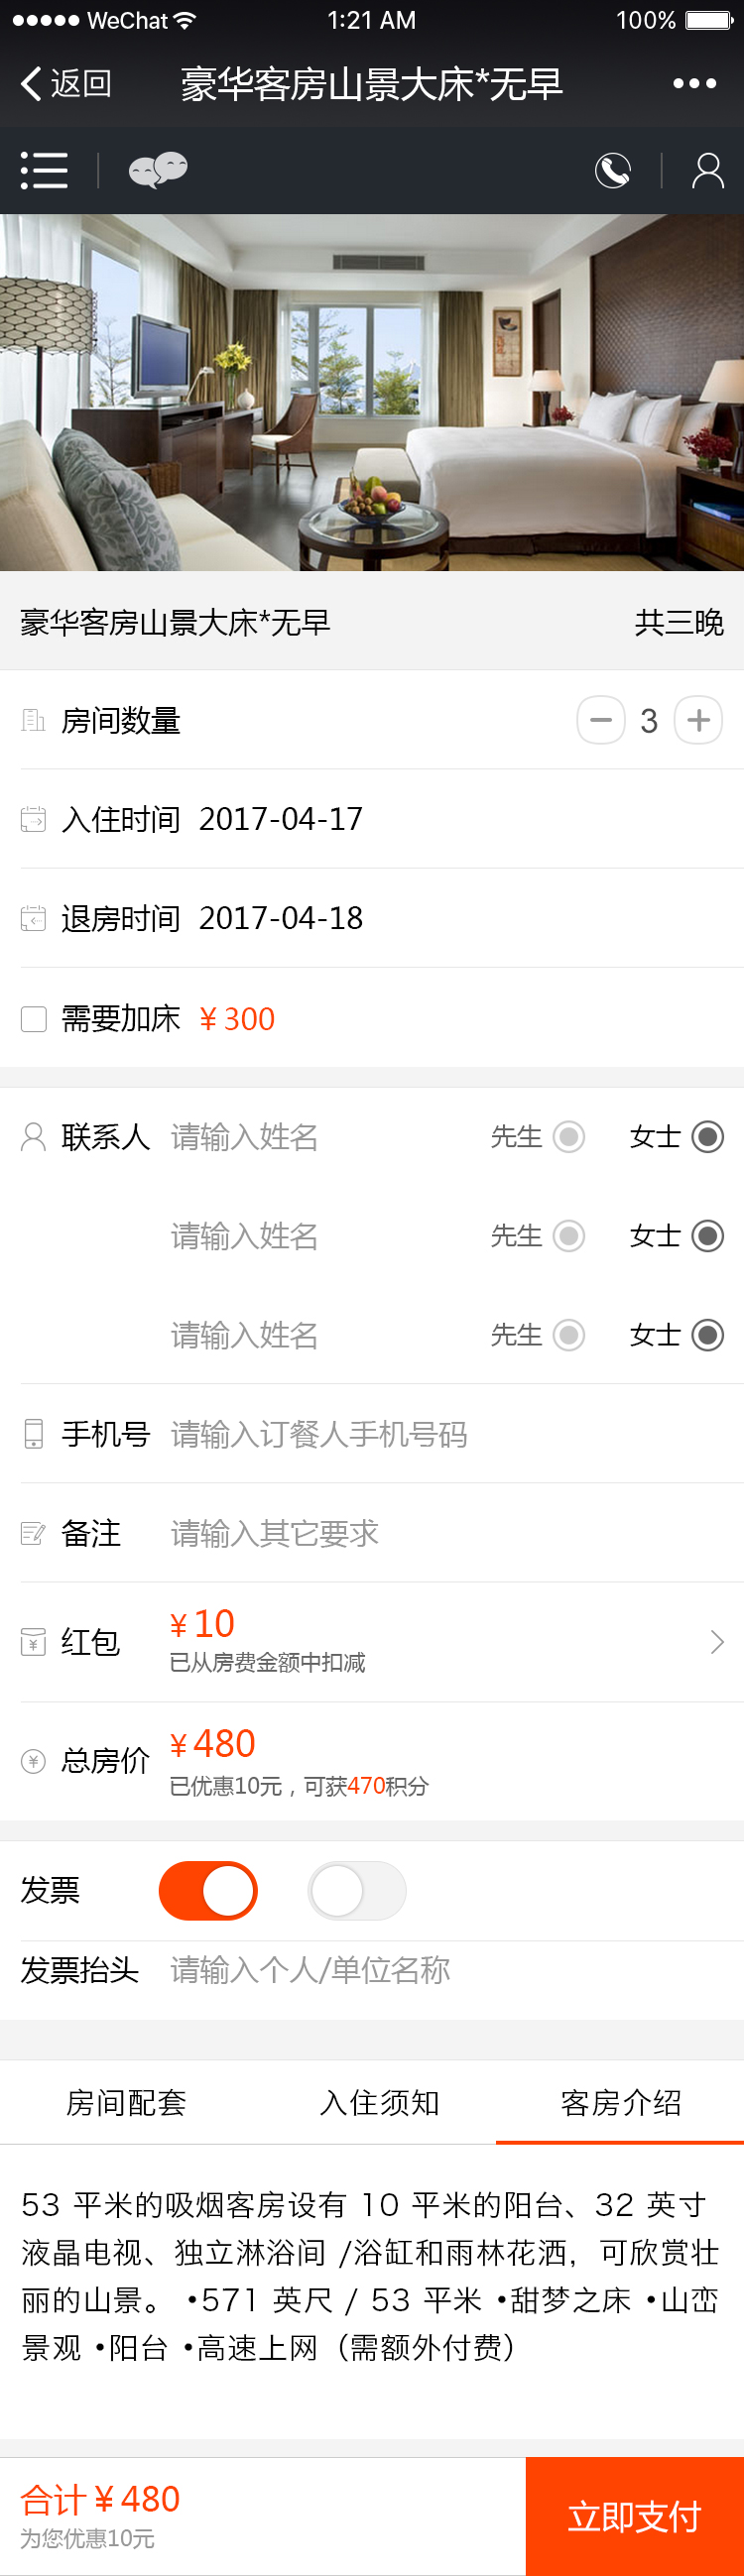 WeChat 1:21 AM 100%
返回 豪华客房山景大床*无早
豪华客房山景大床*无早 共三晚
房间数量 3
入住时间 2017-04-17
退房时间 2017-04-18
需要加床 ¥300
联系人 请输入姓名 先生 女士
请输入姓名 先生 女士
请输入姓名 先生 女士
手机号 请输入订餐人手机号码
备注 请输入其它要求
红包 ¥10
已从房费金额中扣减
总房价 ¥480
已优惠10元，可获470积分
发票
发票抬头 请输入个人/单位名称
房间配套 入住须知 客房介绍
53 平米的吸烟客房设有 10 平米的阳台、32 英寸
液晶电视、独立淋浴间 /浴缸和雨林花洒，可欣赏壮
丽的山景。 •571 英尺 / 53 平米 •甜梦之床 •山峦
景观 •阳台 •高速上网（需额外付费）
合计¥480
为您优惠10元
立即支付